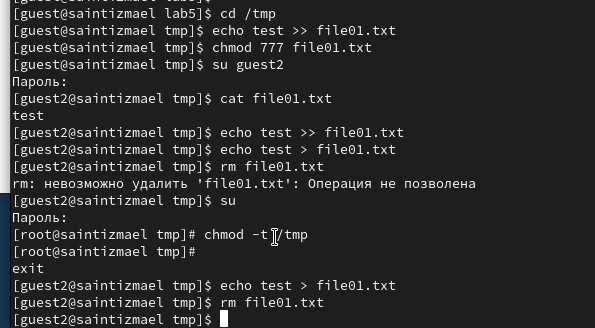 [guest@saintizmael lab5]$ cd /tmp
[guest@saintizmael tmp]$ echo test >> file01.txt
[guest@saintizmael tmp]$ chmod 777 file01.txt
[guest@saintizmael tmp]$ su guest2
Пароль:
[guest2@saintizmael tmp]$ cat file01.txt
test
[guest2@saintizmael tmp]$ echo test >> file01.txt
[guest2@saintizmael tmp]$ echo test > file01.txt
[guest2@saintizmael tmp]$ rm file01.txt
rm: невозможно удалить 'file01.txt': Операция не позволена
[guest2@saintizmael tmp]$ su
Пароль:
[root@saintizmael tmp]# chmod -t /tmp
[root@saintizmael tmp]#
exit
[guest2@saintizmael tmp]$ echo test > file01.txt
[guest2@saintizmael tmp]$ rm file01.txt
[guest2@saintizmael tmp]$